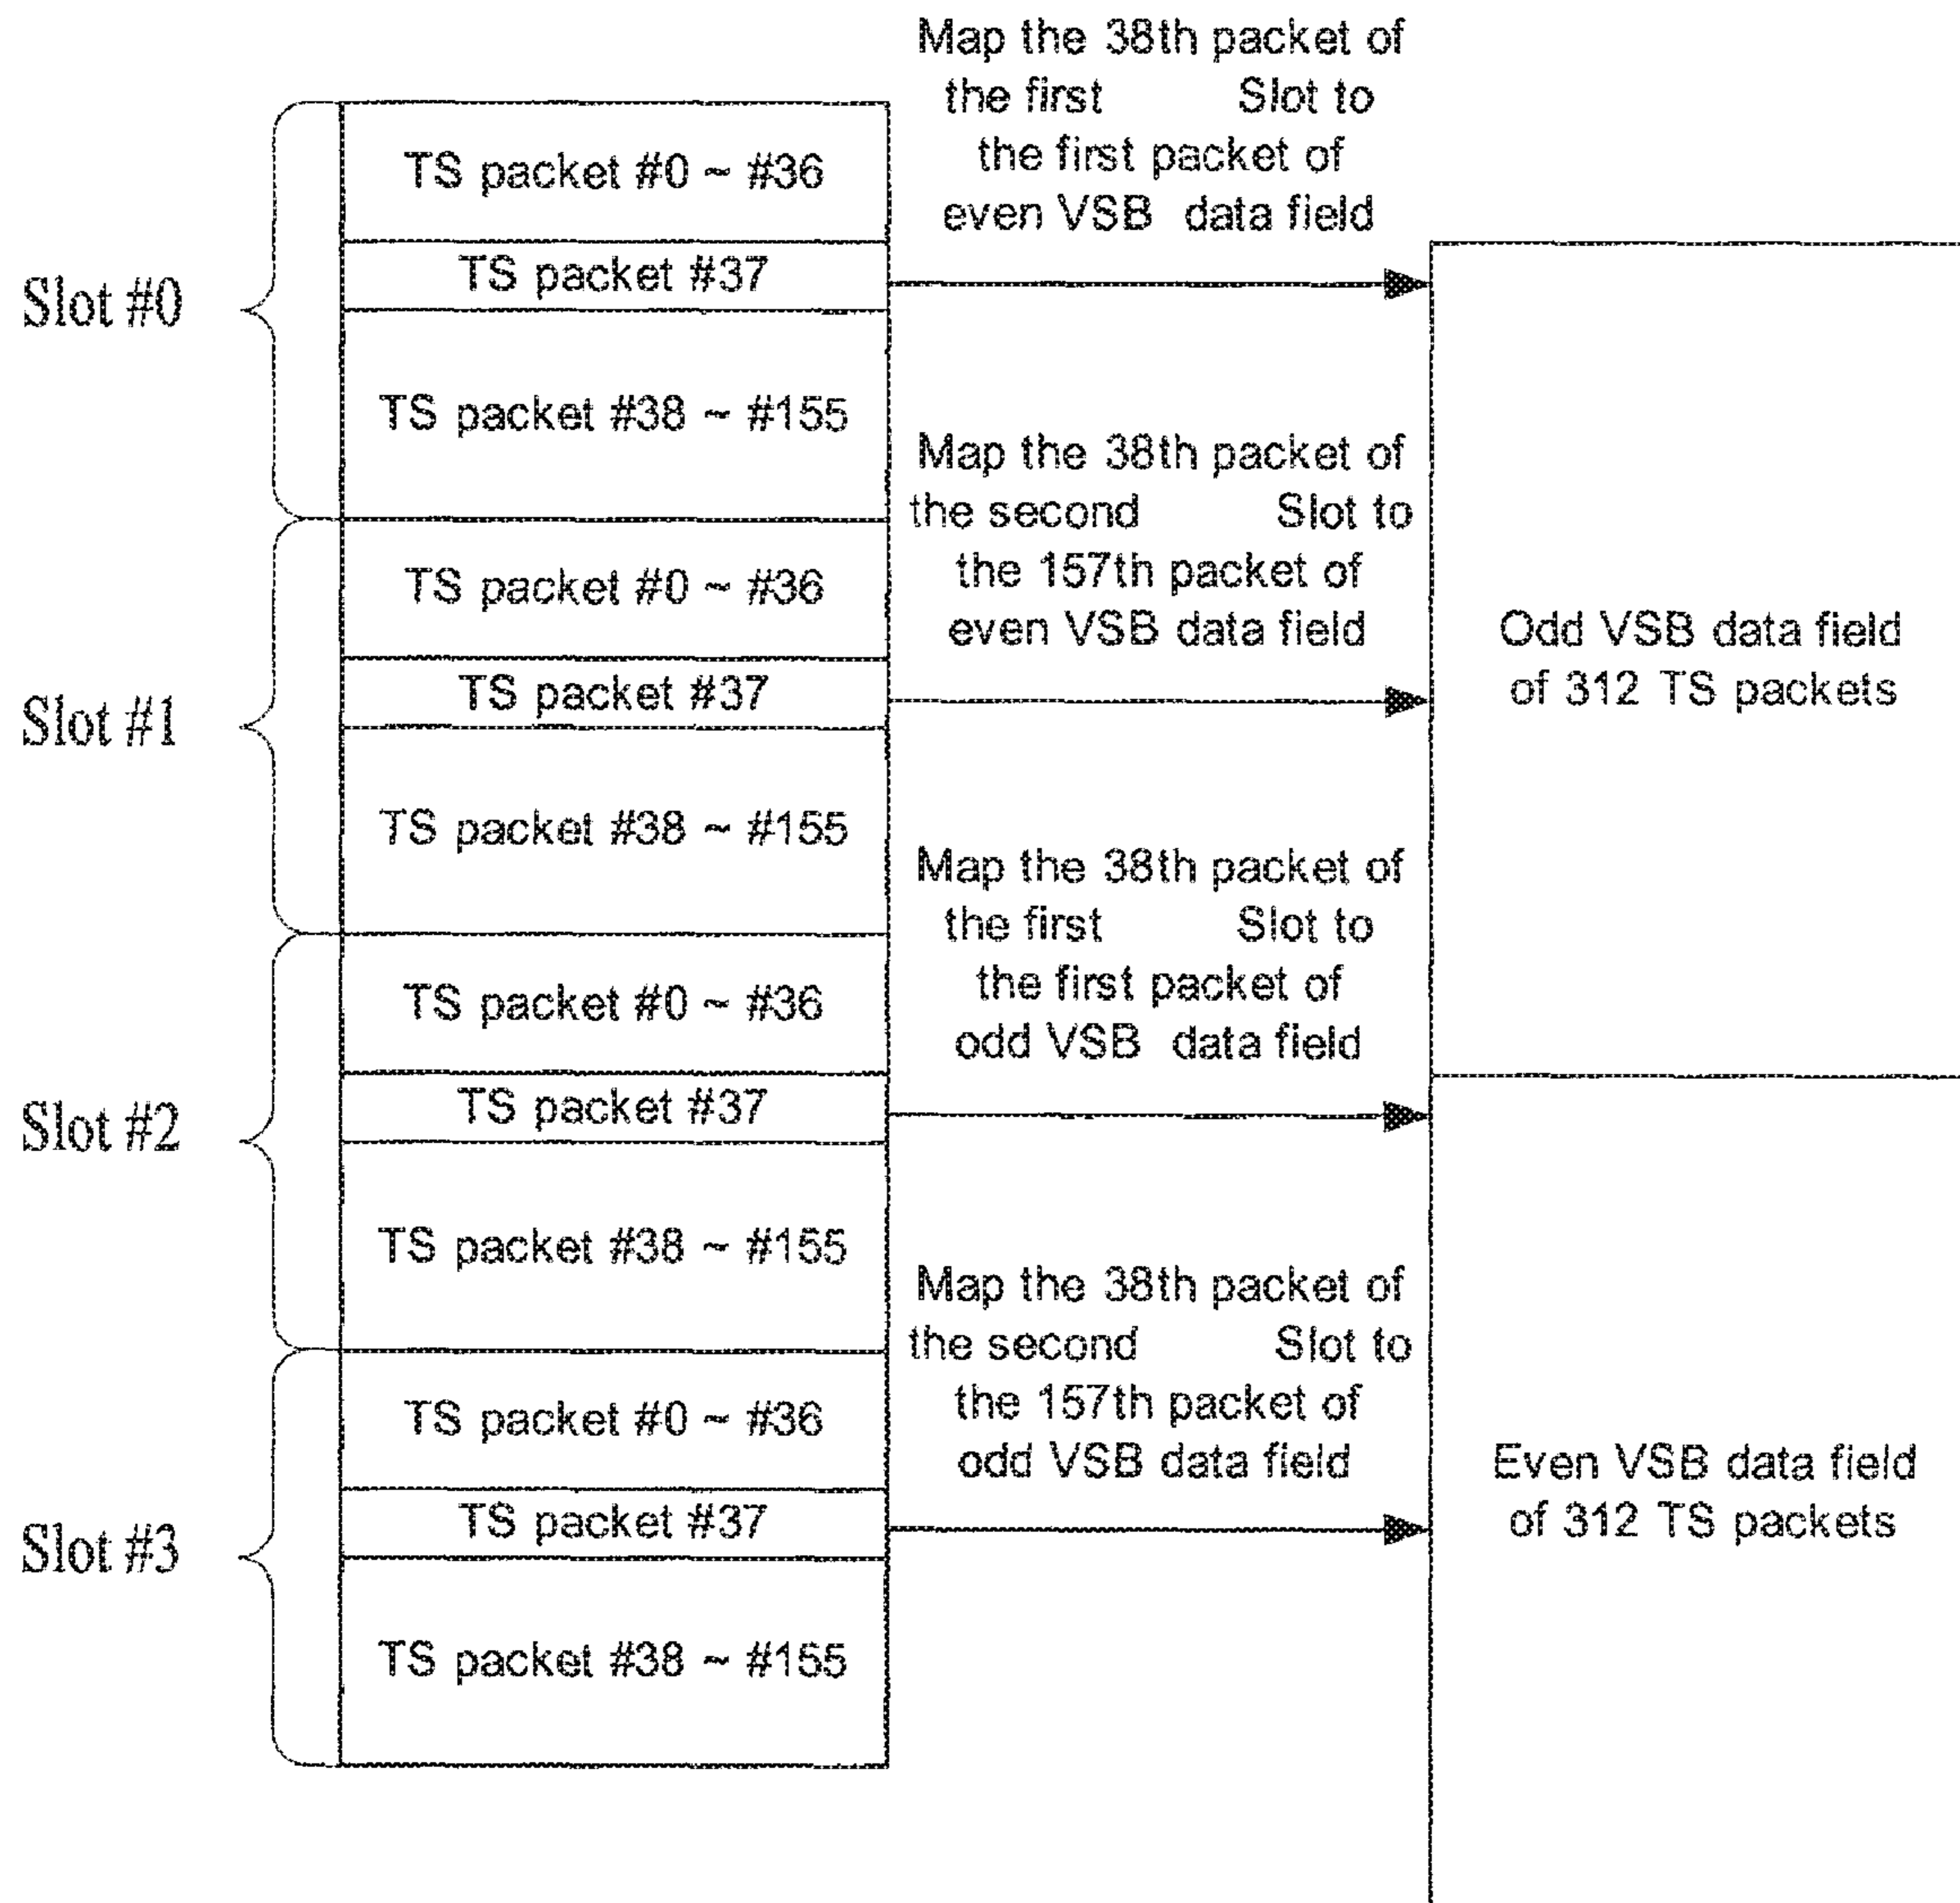 Map the 38th packet of
the first Slot to
the first packet of
even VSB data field
TS packet #0 ~ #36
Slot #0
TS packet #37
TS packet #38 ~ #155
Map the 38th packet of
the second Slot to
the 157th packet of
even VSB data field
TS packet #0 ~ #36
Slot #1
TS packet #37
TS packet #38 ~ #155
Odd VSB data field
of 312 TS packets
Map the 38th packet of
the first Slot to
the first packet of
odd VSB data field
TS packet #0 ~ #36
Slot #2
TS packet #37
TS packet #38 ~ #155
Map the 38th packet of
the second Slot to
the 157th packet of
odd VSB data field
TS packet #0 ~ #36
Slot #3
TS packet #37
TS packet #38 ~ #155
Even VSB data field
of 312 TS packets